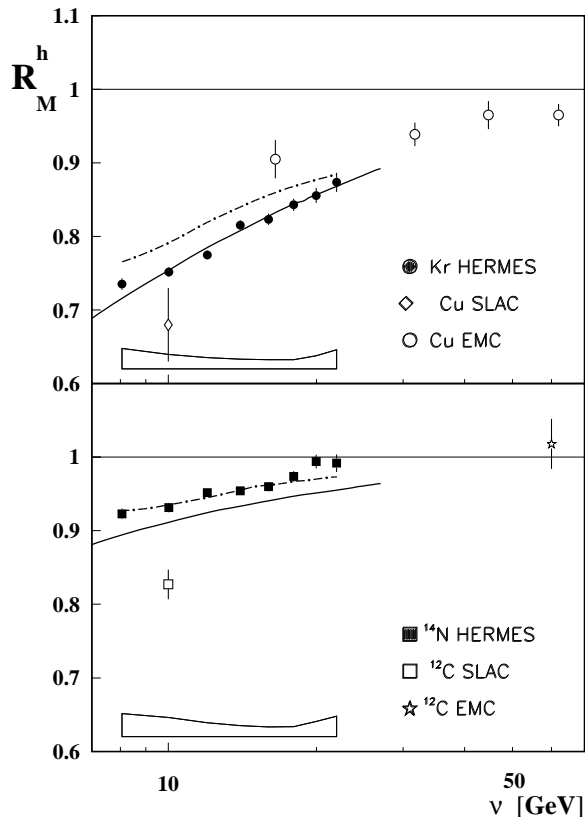 1.1
R_M^h
1
0.9
0.8
Kr HERMES
0.7
Cu SLAC
Cu EMC
0.6
1
0.9
0.8
¹⁴N HERMES
0.7
¹²C SLAC
¹²C EMC
0.6
10
50
ν [GeV]